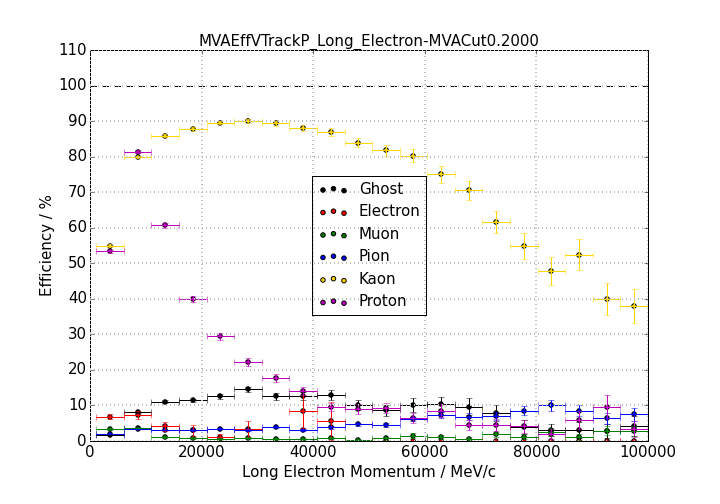 MVAEffVTrackP_Long_Electron-MVACut0.2000
110
100
90
80
70
60
50
40
30
20
10
0
Efficiency / %
Ghost
Electron
Muon
Pion
Kaon
Proton
0 20000 40000 60000 80000 100000
Long Electron Momentum / MeV/c